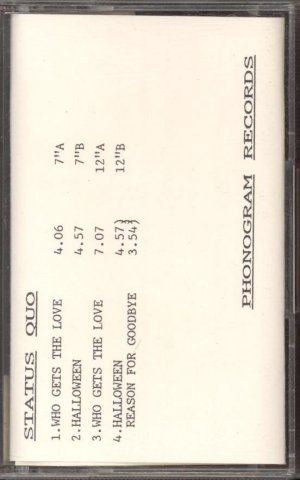 STATUS QUO
1.WHO GETS THE LOVE 4.06 7"A
2.HALLOWEEN 4.57 7"B
3.WHO GETS THE LOVE 7.07 12"A
4.HALLOWEEN 4.57) 12"B
REASON FOR GOODBYE 3.54)
PHONOGRAM RECORDS